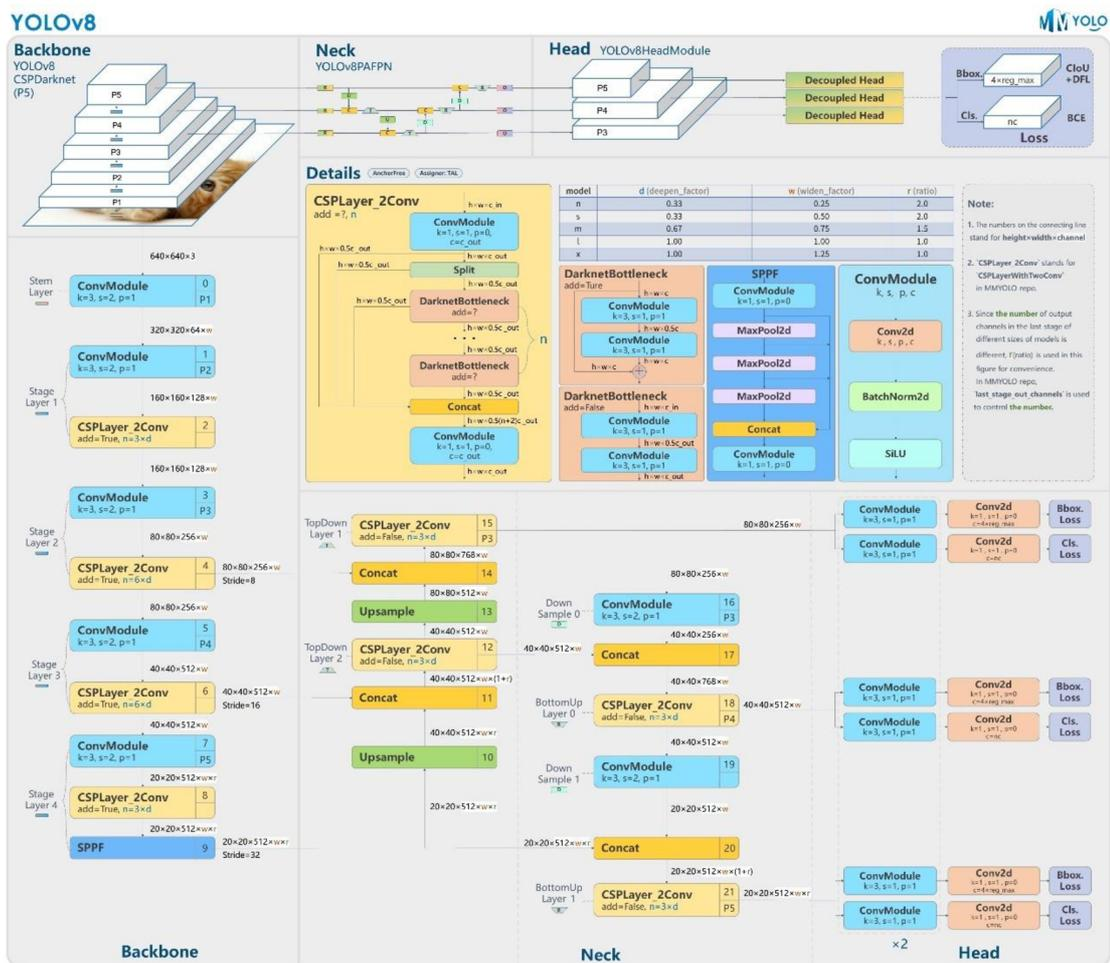 YOLOv8
MMYOLO
Backbone
YOLOv8
CSPDarknet
(P5)
P5
P4
P3
P2
P1
Neck
YOLOv8PAFPN
Head YOLOv8HeadModule
P5
P4
P3
Decoupled Head
Decoupled Head
Decoupled Head
Bbox.
4×reg_max
CIoU
+DFL
Cls.
nc
BCE
Loss
Details
AnchorFree
Assigner: TAL
CSPLayer_2Conv
add =?, n
h×w×c_in
ConvModule
k=1, s=1, p=0,
c=c_out
h×w×c_out
h×w×0.5c_out
Split
h×w×0.5c_out
h×w×0.5c_out
DarknetBottleneck
add=?
h×w×0.5c_out
h×w×0.5c_out
· · ·
h×w×0.5c_out
n
DarknetBottleneck
add=?
h×w×0.5c_out
Concat
h×w×0.5(n+2)c_out
ConvModule
k=1, s=1, p=0,
c=c_out
h×w×c_out
model d (deepen_factor) w (widen_factor) r (ratio)
n 0.33 0.25 2.0
s 0.33 0.50 2.0
m 0.67 0.75 1.5
l 1.00 1.00 1.0
x 1.00 1.25 1.0
DarknetBottleneck
add=Ture
h×w×c
ConvModule
k=3, s=1, p=1
h×w×0.5c
ConvModule
k=3, s=1, p=1
h×w×c
DarknetBottleneck
add=False
h×w×c_in
ConvModule
k=3, s=1, p=1
h×w×0.5c_out
ConvModule
k=3, s=1, p=1
h×w×c_out
SPPF
ConvModule
k=1, s=1, p=0
MaxPool2d
MaxPool2d
MaxPool2d
Concat
ConvModule
k=1, s=1, p=0
ConvModule
k, s, p, c
Conv2d
k, s, p, c
BatchNorm2d
SiLU
Note:
1. The numbers on the connecting line
stand for height×width×channel
2. `CSPLayer_2Conv` stands for
`CSPLayerWithTwoConv`
in MMYOLO repo.
3. Since the number of output
channels in the last stage of
different sizes of models is
different, r(ratio) is used in this
figure for convenience.
In MMYOLO repo,
`last_stage_out_channels` is used
to control the number.
640×640×3
Stem
Layer
ConvModule
k=3, s=2, p=1
0
P1
320×320×64×w
Stage
Layer 1
ConvModule
k=3, s=2, p=1
1
P2
160×160×128×w
CSPLayer_2Conv
add=True, n=3×d
2
160×160×128×w
Stage
Layer 2
ConvModule
k=3, s=2, p=1
3
P3
80×80×256×w
CSPLayer_2Conv
add=True, n=6×d
4
80×80×256×w
Stride=8
80×80×256×w
Stage
Layer 3
ConvModule
k=3, s=2, p=1
5
P4
40×40×512×w
CSPLayer_2Conv
add=True, n=6×d
6
40×40×512×w
Stride=16
40×40×512×w
Stage
Layer 4
ConvModule
k=3, s=2, p=1
7
P5
20×20×512×w×r
CSPLayer_2Conv
add=True, n=3×d
8
20×20×512×w×r
SPPF
9
20×20×512×w×r
Stride=32
Backbone
TopDown
Layer 1
CSPLayer_2Conv
add=False, n=3×d
15
P3
80×80×768×w
Concat 14
80×80×512×w
Upsample 13
40×40×512×w
TopDown
Layer 2
CSPLayer_2Conv
add=False, n=3×d
12
40×40×512×w×(1+r)
Concat 11
40×40×512×w×r
Upsample 10
20×20×512×w×r
80×80×256×w
80×80×256×w
Down
Sample 0
D
ConvModule
k=3, s=2, p=1
16
P3
40×40×256×w
40×40×512×w
Concat 17
40×40×768×w
BottomUp
Layer 0
CSPLayer_2Conv
add=False, n=3×d
18
P4
40×40×512×w
40×40×512×w
Down
Sample 1
D
ConvModule
k=3, s=2, p=1
19
20×20×512×w
20×20×512×w×r
Concat 20
20×20×512×w×(1+r)
BottomUp
Layer 1
CSPLayer_2Conv
add=False, n=3×d
21
P5
20×20×512×w×r
Neck
ConvModule
k=3, s=1, p=1
Conv2d
k=1, s=1, p=0
c=4×reg_max
Bbox.
Loss
ConvModule
k=3, s=1, p=1
Conv2d
k=1, s=1, p=0
c=nc
Cls.
Loss
ConvModule
k=3, s=1, p=1
Conv2d
k=1, s=1, p=0
c=4×reg_max
Bbox.
Loss
ConvModule
k=3, s=1, p=1
Conv2d
k=1, s=1, p=0
c=nc
Cls.
Loss
ConvModule
k=3, s=1, p=1
Conv2d
k=1, s=1, p=0
c=4×reg_max
Bbox.
Loss
ConvModule
k=3, s=1, p=1
Conv2d
k=1, s=1, p=0
c=nc
Cls.
Loss
×2
Head